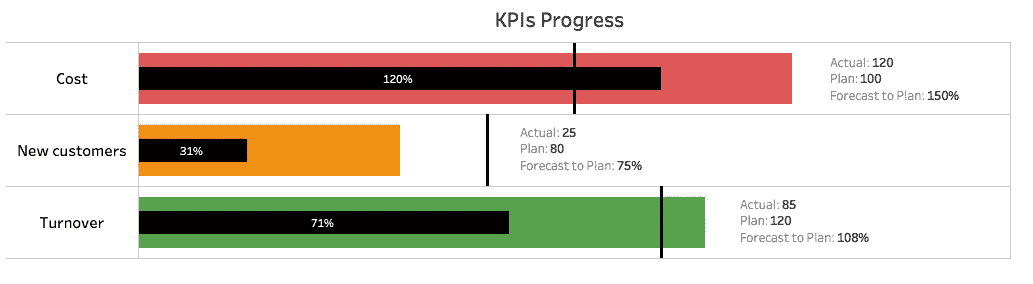 KPIs Progress
Cost
120%
Actual: 120
Plan: 100
Forecast to Plan: 150%
New customers
31%
Actual: 25
Plan: 80
Forecast to Plan: 75%
Turnover
71%
Actual: 85
Plan: 120
Forecast to Plan: 108%